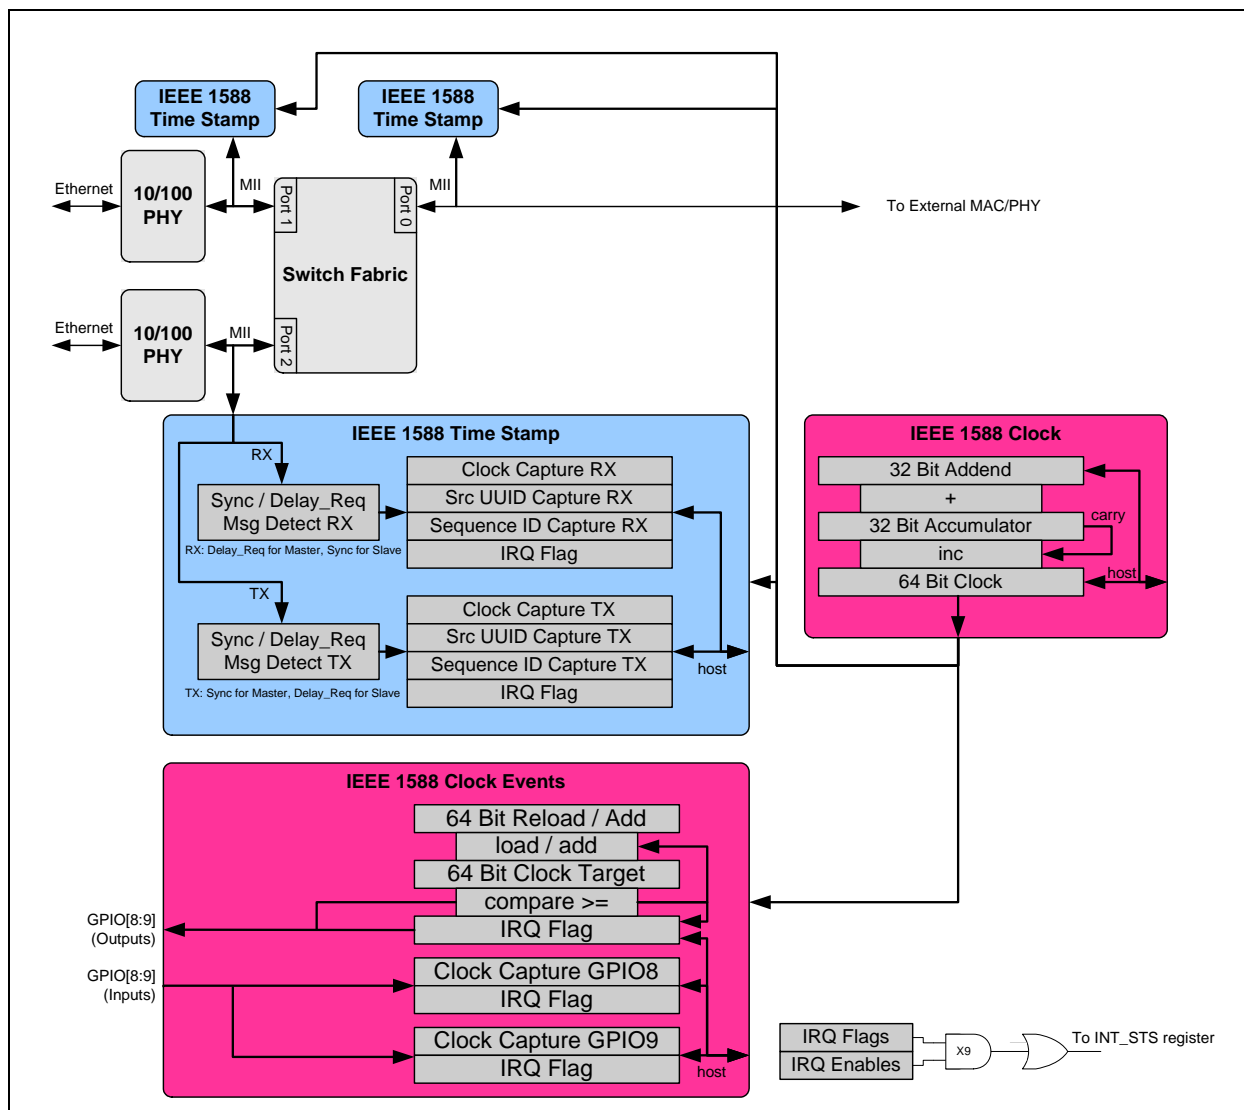 IEEE 1588
Time Stamp
IEEE 1588
Time Stamp
Ethernet
10/100
PHY
MII
Port 1
Port 0
MII
To External MAC/PHY
Switch Fabric
Ethernet
10/100
PHY
MII
Port 2
IEEE 1588 Time Stamp
RX
Sync / Delay_Req
Msg Detect RX
RX: Delay_Req for Master, Sync for Slave
Clock Capture RX
Src UUID Capture RX
Sequence ID Capture RX
IRQ Flag
TX
Sync / Delay_Req
Msg Detect TX
TX: Sync for Master, Delay_Req for Slave
Clock Capture TX
Src UUID Capture TX
Sequence ID Capture TX
IRQ Flag
host
IEEE 1588 Clock
32 Bit Addend
+
32 Bit Accumulator
carry
inc
64 Bit Clock
host
IEEE 1588 Clock Events
64 Bit Reload / Add
load / add
64 Bit Clock Target
compare >=
IRQ Flag
GPIO[8:9]
(Outputs)
GPIO[8:9]
(Inputs)
Clock Capture GPIO8
IRQ Flag
Clock Capture GPIO9
IRQ Flag
host
IRQ Flags
IRQ Enables
X9
To INT_STS register